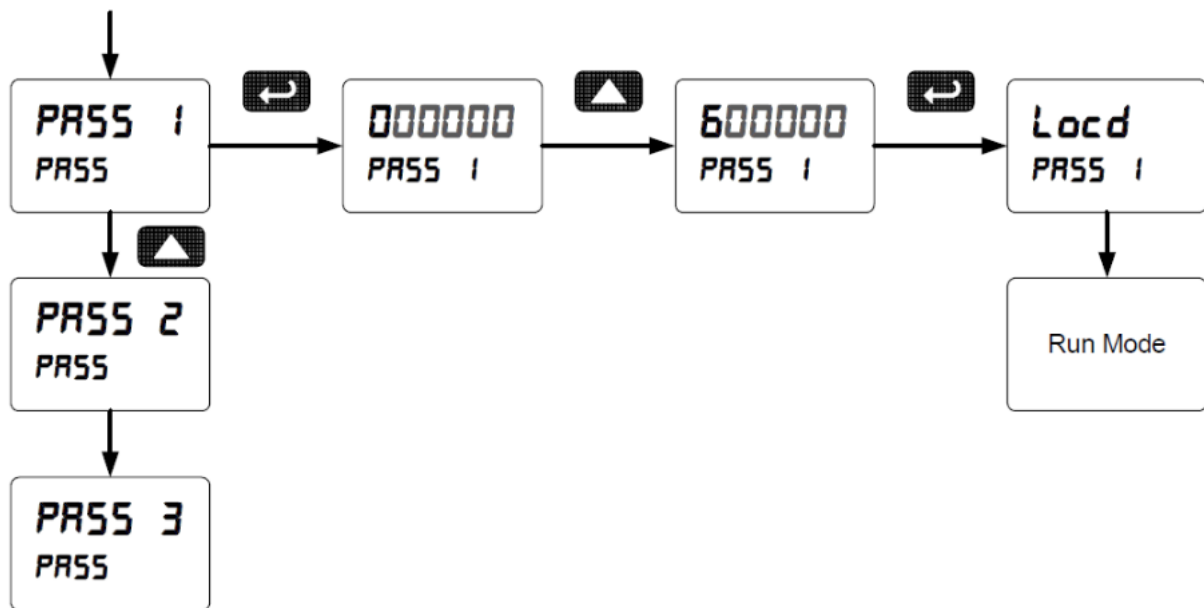 PASS 1
PASS
000000
PASS 1
600000
PASS 1
Locd
PASS 1
PASS 2
PASS
Run Mode
PASS 3
PASS